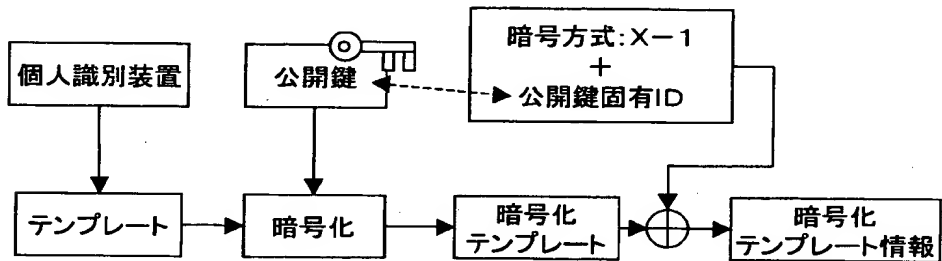 個人識別装置
公開鍵
暗号方式:X-1
+
公開鍵固有ID
テンプレート
暗号化
暗号化
テンプレート
暗号化
テンプレート情報